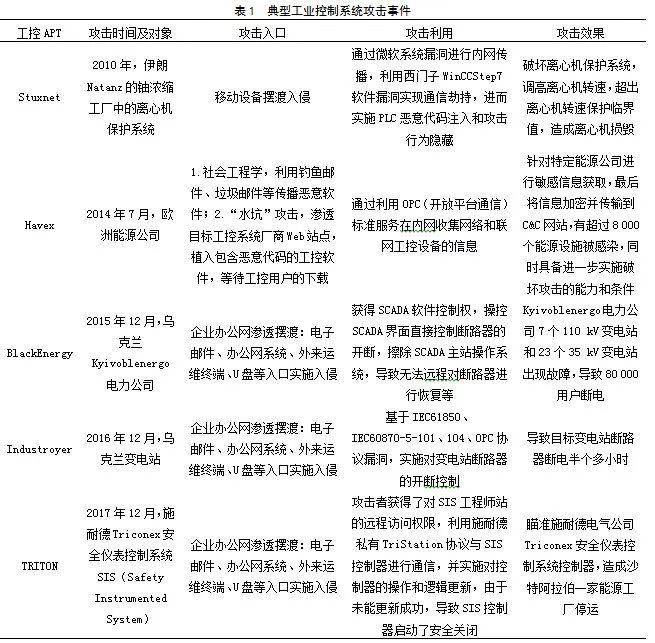 表 1 典型工业控制系统攻击事件
工控 APT
攻击时间及对象
攻击入口
攻击利用
攻击效果
Stuxnet
2010 年，伊朗
Natanz 的铀浓缩
工厂中的离心机
保护系统
移动设备摆渡入侵
通过微软系统漏洞进行内网传
播，利用西门子 WinCCStep7
软件漏洞实现通信劫持，进而
实施 PLC 恶意代码注入和攻击
行为隐藏
破坏离心机保护系统，
调高离心机转速，超出
离心机转速保护临界
值，造成离心机损毁
Havex
2014 年 7 月，欧
洲能源公司
1.社会工程学，利用钓鱼邮
件、垃圾邮件等传播恶意软
件；2.“水坑”攻击，渗透
目标工控系统厂商 Web 站点，
植入包含恶意代码的工控软
件，等待工控用户的下载
通过利用 OPC(开放平台通信)
标准服务在内网收集网络和联
网工控设备的信息
针对特定能源公司进
行敏感信息获取，最后
将信息加密并传输到
C&C 网站，有超过 8 000
个能源设施被感染，同
时具备进一步实施破
坏攻击的能力和条件
BlackEnergy
2015 年 12 月，乌
克兰
Kyivoblenergo
电力公司
企业办公网渗透摆渡：电子
邮件、办公网系统、外来运
维终端、U 盘等入口实施入侵
获得 SCADA 软件控制权，操控
SCADA 界面直接控制断路器的
开断，擦除 SCADA 主站操作系
统，导致无法远程对断路器进
行恢复等
Kyivoblenergo 电力公
司 7 个 110 kV 变电站
和 23 个 35 kV 变电站
出现故障，导致 80 000
用户断电
Industroyer
2016 年 12 月，乌
克兰变电站
企业办公网渗透摆渡：电子
邮件、办公网系统、外来运
维终端、U 盘等入口实施入侵
基于 IEC61850、
IEC60870-5-101、104、OPC 协
议漏洞，实施对变电站断路器
的开断控制
导致目标变电站断路
器断电半个多小时
TRITON
2017 年 12 月，施
耐德 Triconex 安
全仪表控制系统
SIS（Safety
Instrumented
System）
企业办公网渗透摆渡：电子
邮件、办公网系统、外来运
维终端、U 盘等入口实施入侵
攻击者获得了对 SIS 工程师站
的远程访问权限，利用施耐德
私有 TriStation 协议与 SIS
控制器进行通信，并实施对控
制器的操作和逻辑更新，由于
未能更新成功，导致 SIS 控制
器启动了安全关闭
瞄准施耐德电气公司
Triconex 安全仪表控制
系统控制器，造成沙
特阿拉伯一家能源工
厂停运